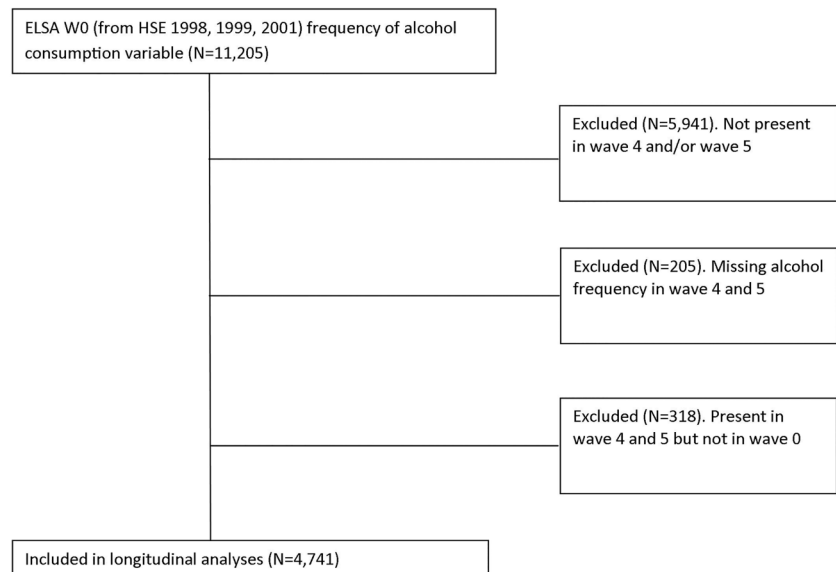 ELSA W0 (from HSE 1998, 1999, 2001) frequency of alcohol
consumption variable (N=11,205)
Excluded (N=5,941). Not present
in wave 4 and/or wave 5
Excluded (N=205). Missing alcohol
frequency in wave 4 and 5
Excluded (N=318). Present in
wave 4 and 5 but not in wave 0
Included in longitudinal analyses (N=4,741)